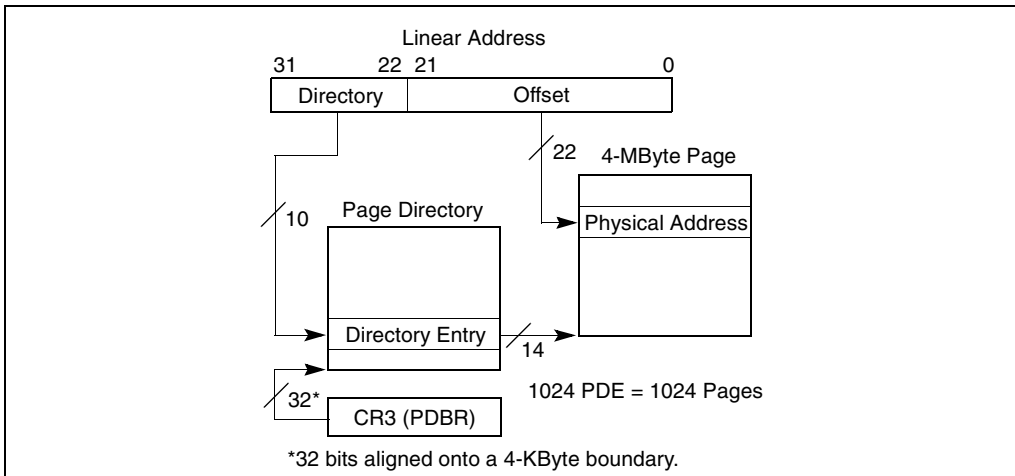 Linear Address
31 22 21 0
Directory Offset
22
4-MByte Page
10
Page Directory
Physical Address
Directory Entry
14
32*
1024 PDE = 1024 Pages
CR3 (PDBR)
*32 bits aligned onto a 4-KByte boundary.